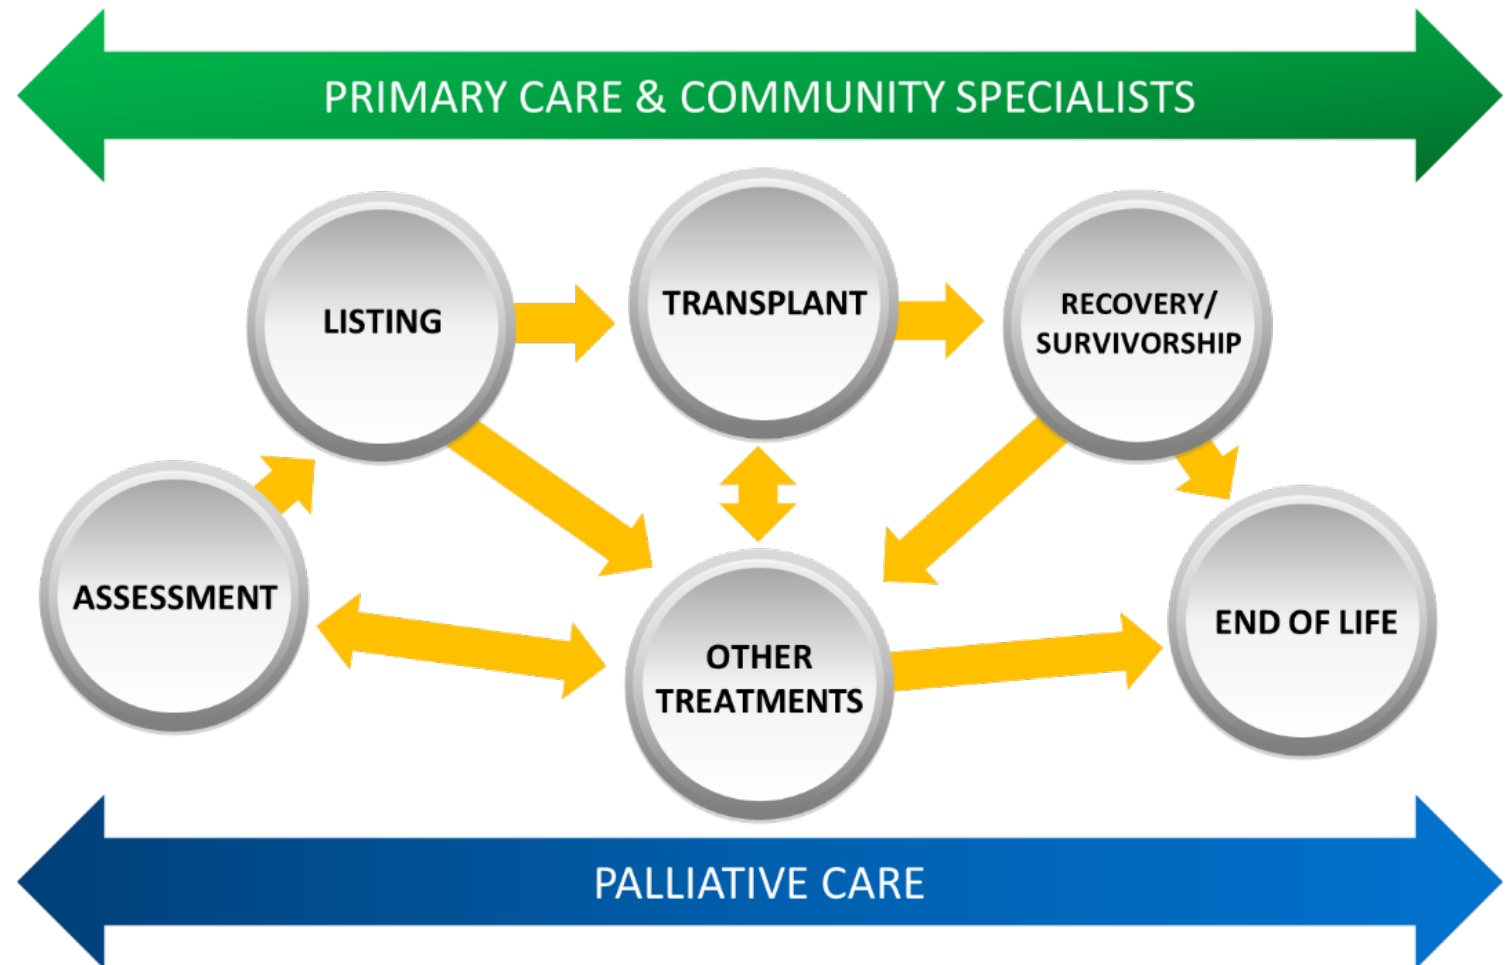 PRIMARY CARE & COMMUNITY SPECIALISTS
LISTING
TRANSPLANT
RECOVERY/
SURVIVORSHIP
ASSESSMENT
OTHER
TREATMENTS
END OF LIFE
PALLIATIVE CARE